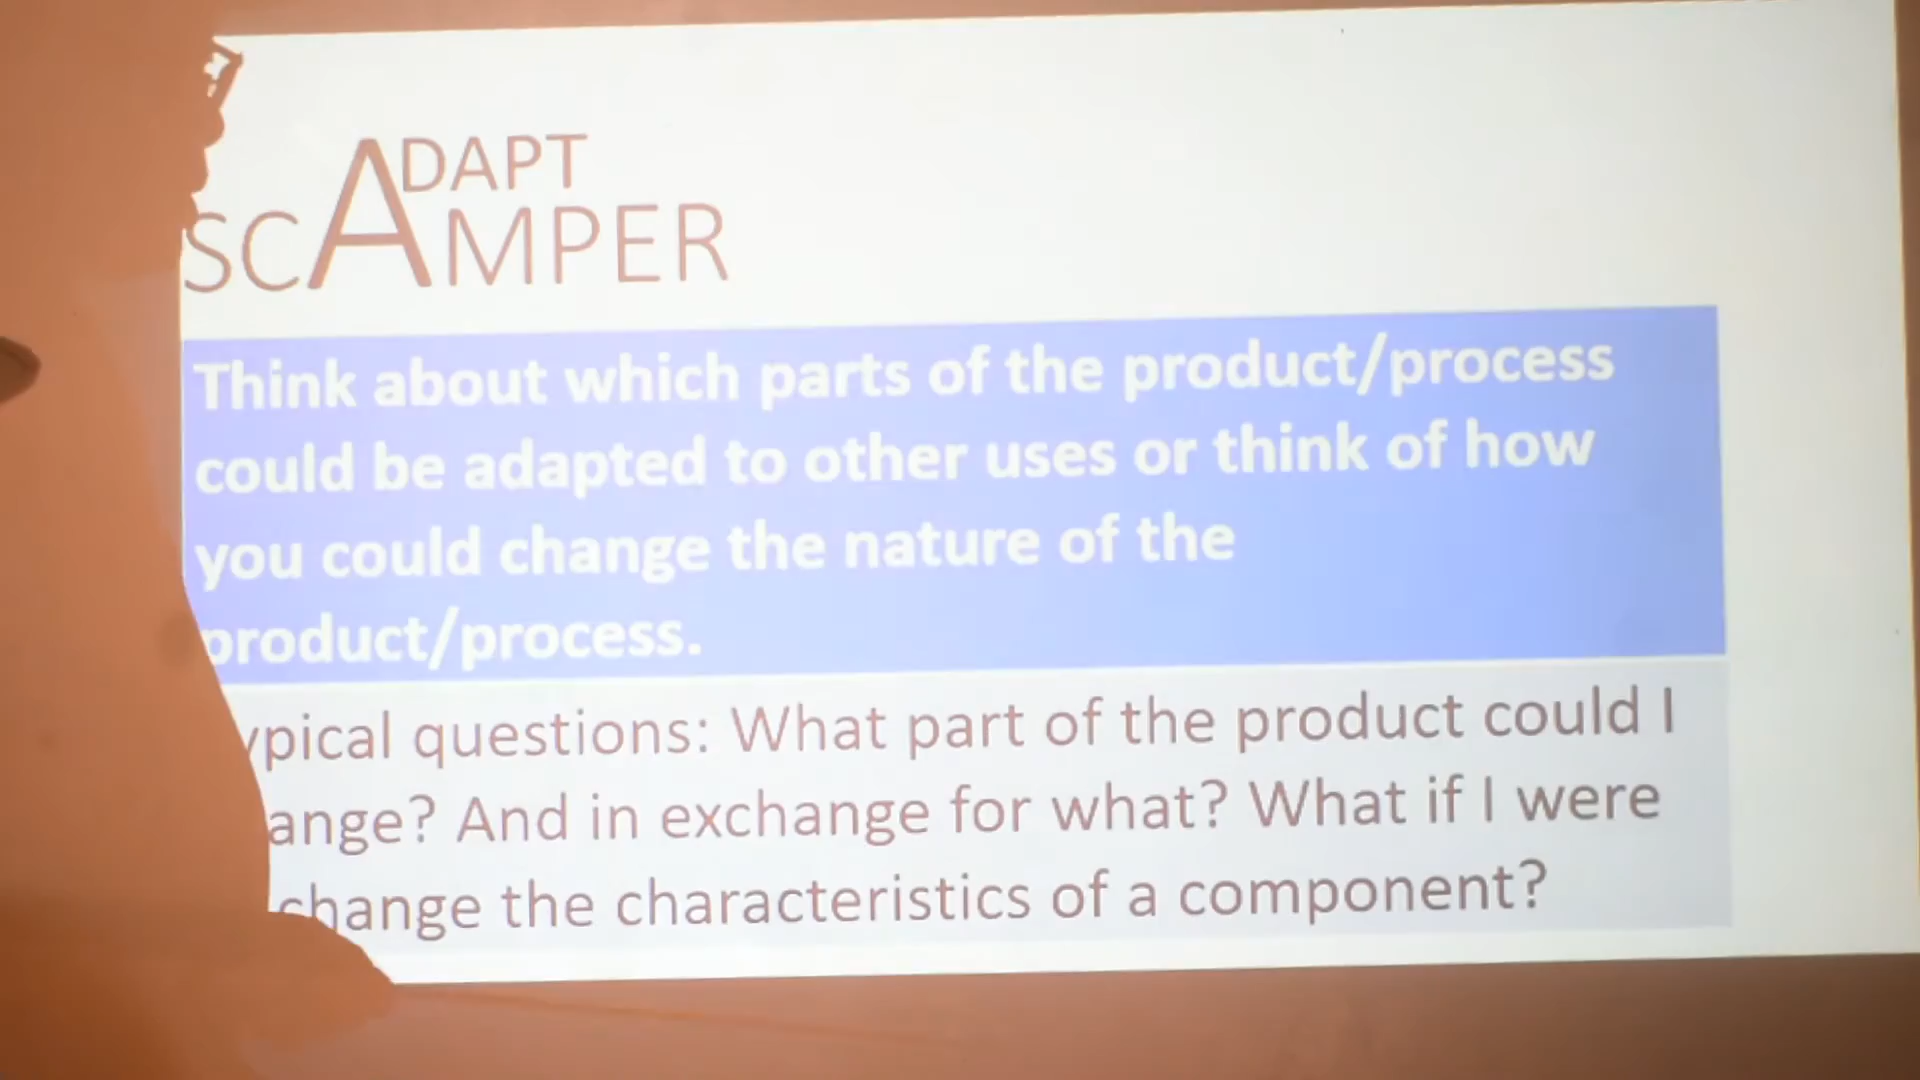 ADAPT
SCAMPER
Think about which parts of the product/process
could be adapted to other uses or think of how
you could change the nature of the
product/process.
ypical questions: What part of the product could I
ange? And in exchange for what? What if I were
change the characteristics of a component?